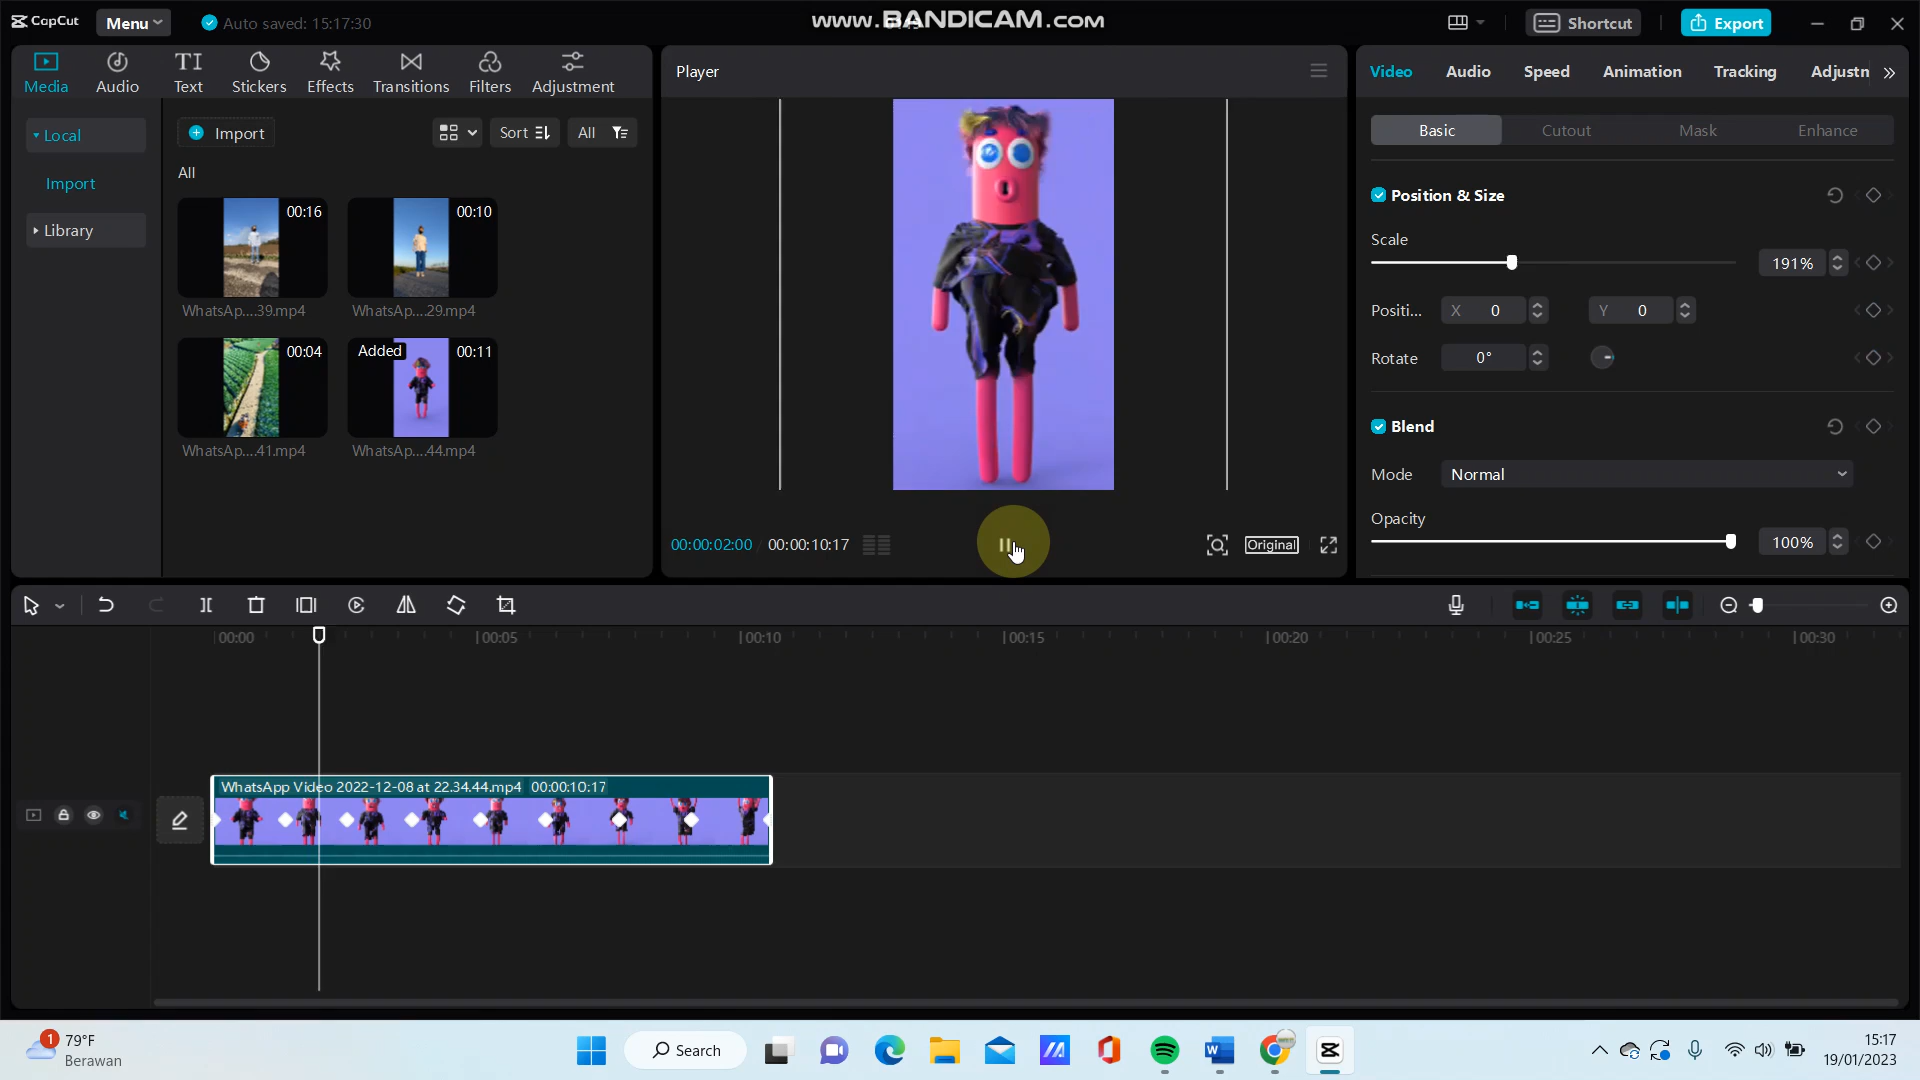 CapCut Menu Auto saved: 15:17:30 www.BANDICAM.com Shortcut Export
Media Audio Text Stickers Effects Transitions Filters Adjustment
Player
Video Audio Speed Animation Tracking Adjustn
Local
Import
Library
Import Sort All
All
00:16 00:10
WhatsAp....39.mp4 WhatsAp....29.mp4
00:04 Added 00:11
WhatsAp....41.mp4 WhatsAp....44.mp4
00:00:02:00 00:00:10:17 Original
Basic Cutout Mask Enhance
Position & Size
Scale
191%
Positi... X 0 Y 0
Rotate 0°
Blend
Mode Normal
Opacity
100%
00:00 00:05 00:10 00:15 00:20 00:25 00:30
WhatsApp Video 2022-12-08 at 22.34.44.mp4 00:00:10:17
1 79°F
Berawan
Search
15:17
19/01/2023